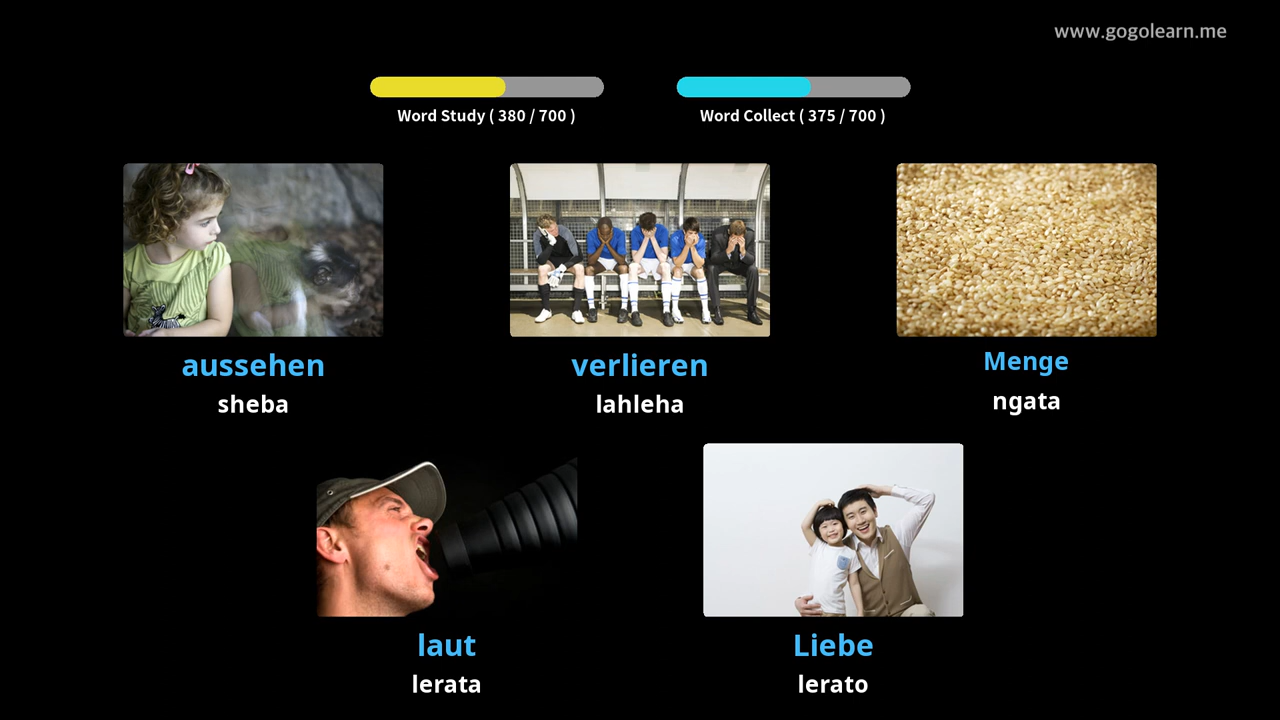 www.gogolearn.me
Word Study ( 380 / 700 )
Word Collect ( 375 / 700 )
aussehen
sheba
verlieren
lahleha
Menge
ngata
laut
lerata
Liebe
lerato